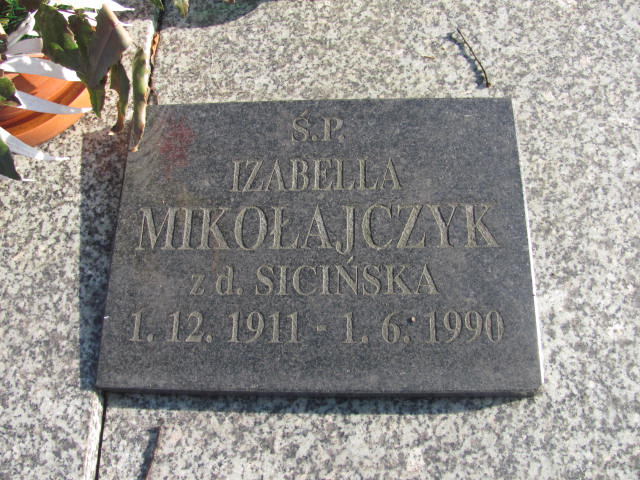 Ś.P.
IZABELLA
MIKOŁAJCZYK
z d. SICIŃSKA
1. 12. 1911 - 1. 6. 1990